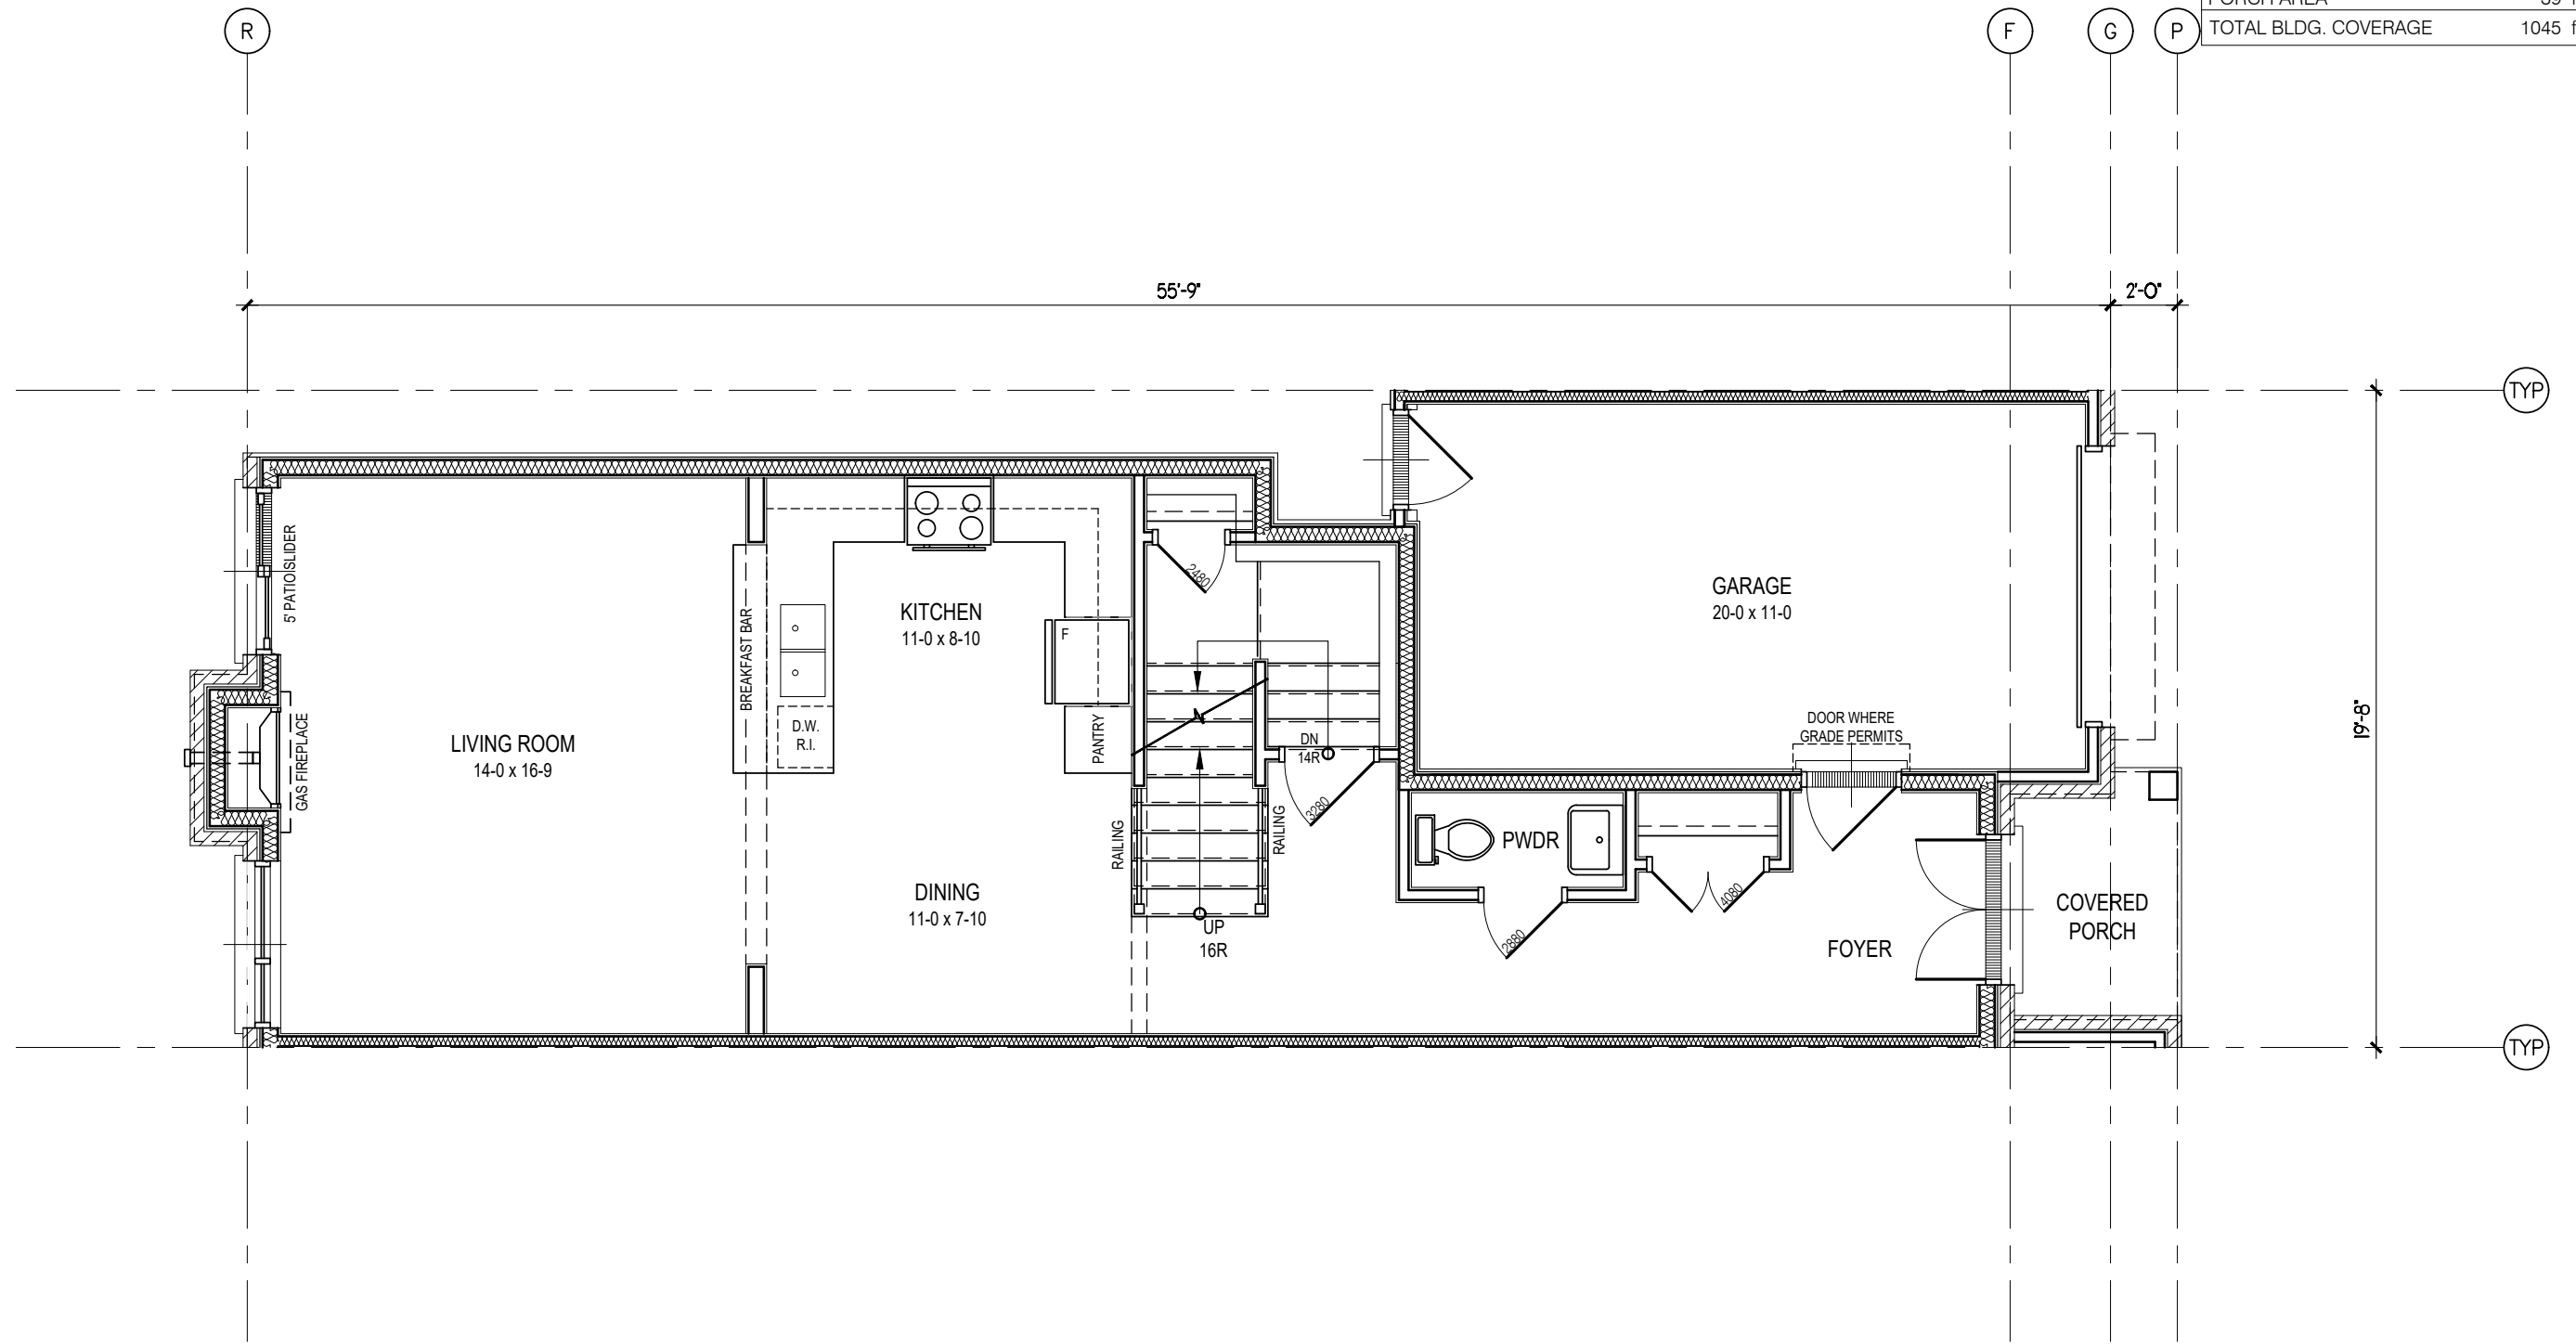 PORCH AREA 39
TOTAL BLDG. COVERAGE 1045 f
R
F
G
P
55'-9"
2'-0"
TYP
19'-8"
TYP
5' PATIO SLIDER
GAS FIREPLACE
LIVING ROOM
14-0 x 16-9
BREAKFAST BAR
KITCHEN
11-0 x 8-10
F
D.W.
R.I.
PANTRY
DINING
11-0 x 7-10
2480
DN
14R
3280
RAILING
RAILING
UP
16R
GARAGE
20-0 x 11-0
DOOR WHERE
GRADE PERMITS
PWDR
2880
4080
FOYER
COVERED
PORCH